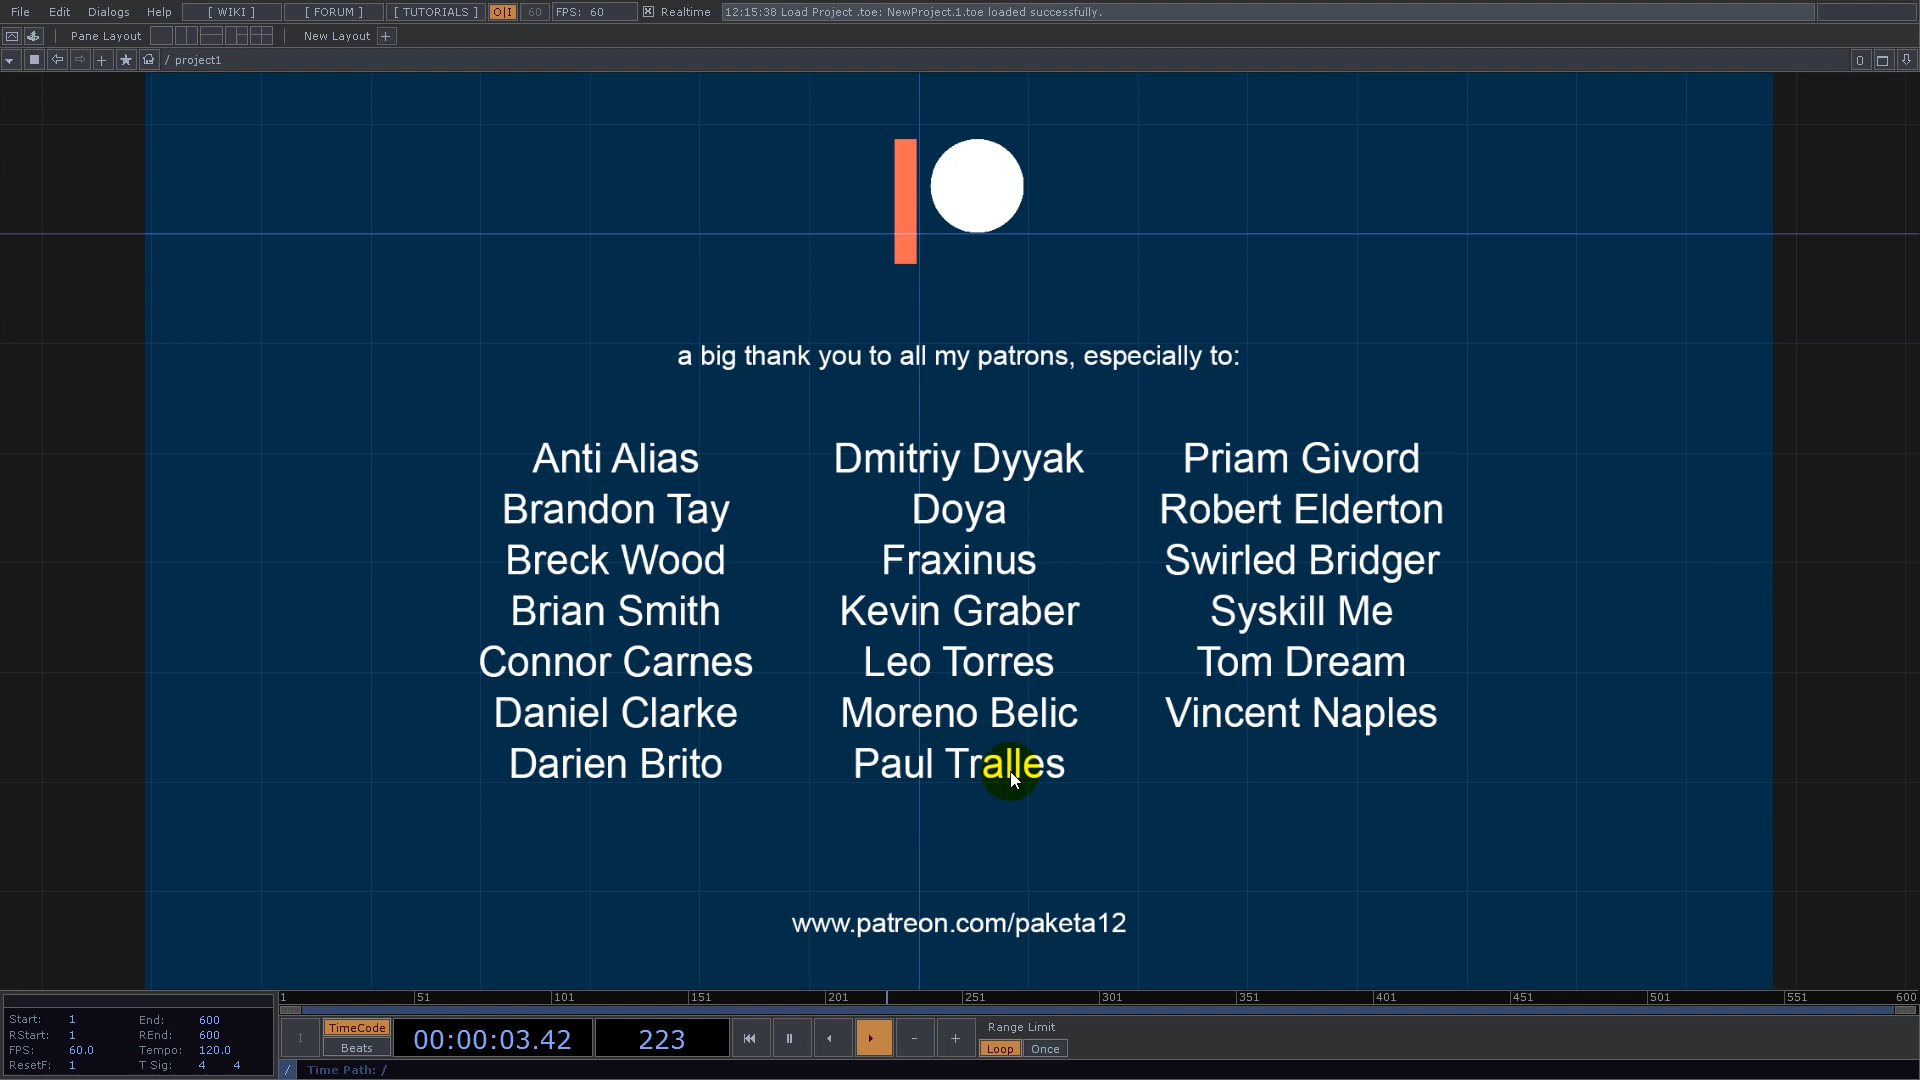 File Edit Dialogs Help [ WIKI ] [ FORUM ] [ TUTORIALS ] O|I 60 FPS: 60 Realtime 12:15:38 Load Project .toe: NewProject.1.toe loaded successfully.
Pane Layout New Layout +
/ project1 0
a big thank you to all my patrons, especially to:
Anti Alias Dmitriy Dyyak Priam Givord
Brandon Tay Doya Robert Elderton
Breck Wood Fraxinus Swirled Bridger
Brian Smith Kevin Graber Syskill Me
Connor Carnes Leo Torres Tom Dream
Daniel Clarke Moreno Belic Vincent Naples
Darien Brito Paul Tralles
www.patreon.com/paketa12
1 51 101 151 201 251 301 351 401 451 501 551 600
Start: 1 End: 600
RStart: 1 REnd: 600
FPS: 60.0 Tempo: 120.0
ResetF: 1 T Sig: 4 4
TimeCode
Beats
00:00:03.42 223
Range Limit
Loop Once
/ Time Path: /